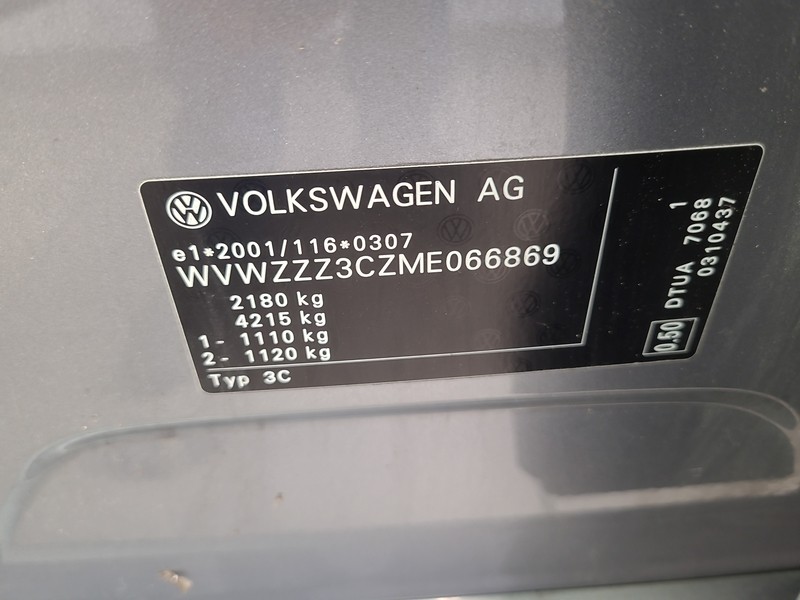 VOLKSWAGEN AG
e1*2001/116*0307
WVWZZZ3CZME066869
2180 kg
4215 kg
1- 1110 kg
2- 1120 kg
Typ 3C
0.50
DTUA 7068 1
0310437